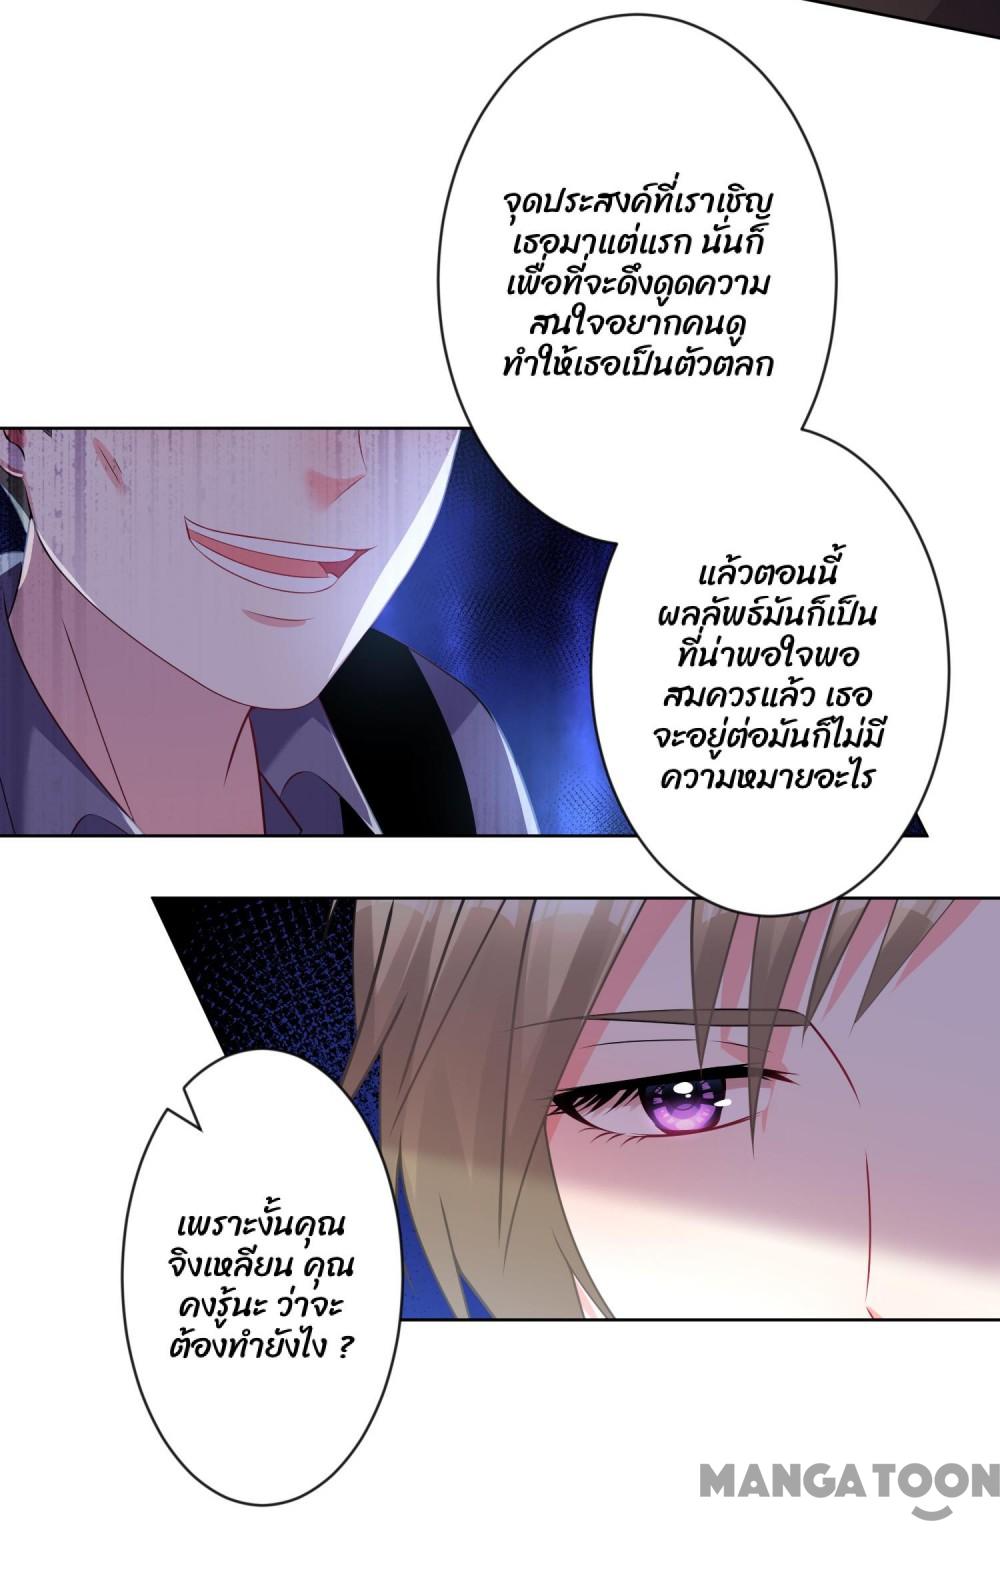 จุดประสงค์ที่เราเชิญ
เธอมาแต่แรก นั่นก็
เพื่อที่จะดึงดูดความ
สนใจอยากคนดู
ทำให้เธอเป็นตัวตลก
แล้วตอนนี้
ผลลัพธ์มันก็เป็น
ที่น่าพอใจพอ
สมควรแล้ว เธอ
จะอยู่ต่อมันก็ไม่มี
ความหมายอะไร
เพราะงั้นคุณ
จิงเหลียน คุณ
คงรู้นะ ว่าจะ
ต้องทำยังไง ?
MANGA TOON